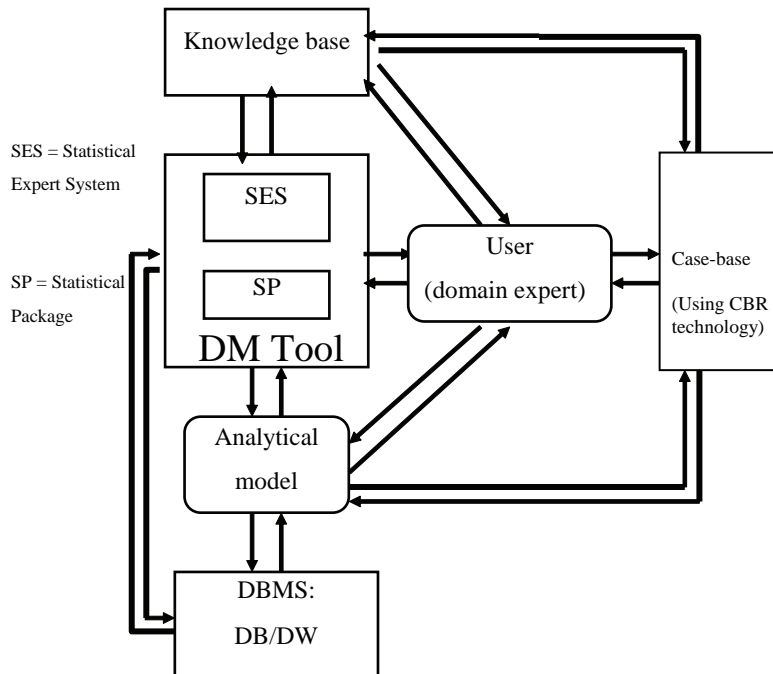 Knowledge base
SES = Statistical
Expert System
SES
User
(domain expert)
Case-base
(Using CBR
technology)
SP = Statistical
Package
SP
DM Tool
Analytical
model
DBMS:
DB/DW